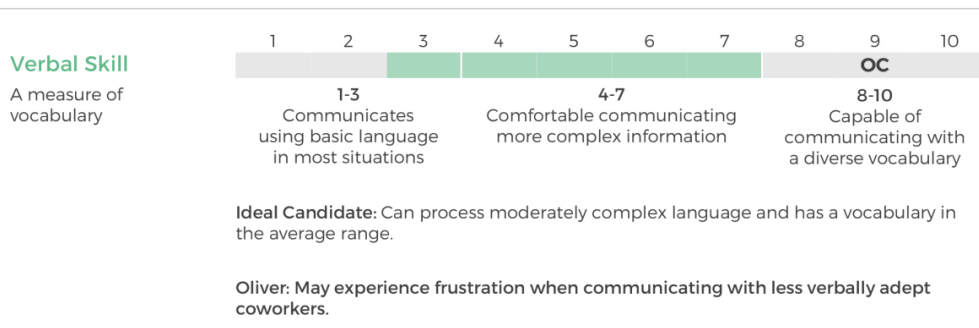 1 2 3 4 5 6 7 8 9 10
Verbal Skill
OC
A measure of
vocabulary
1-3
Communicates
using basic language
in most situations
4-7
Comfortable communicating
more complex information
8-10
Capable of
communicating with
a diverse vocabulary
Ideal Candidate: Can process moderately complex language and has a vocabulary in
the average range.
Oliver: May experience frustration when communicating with less verbally adept
coworkers.